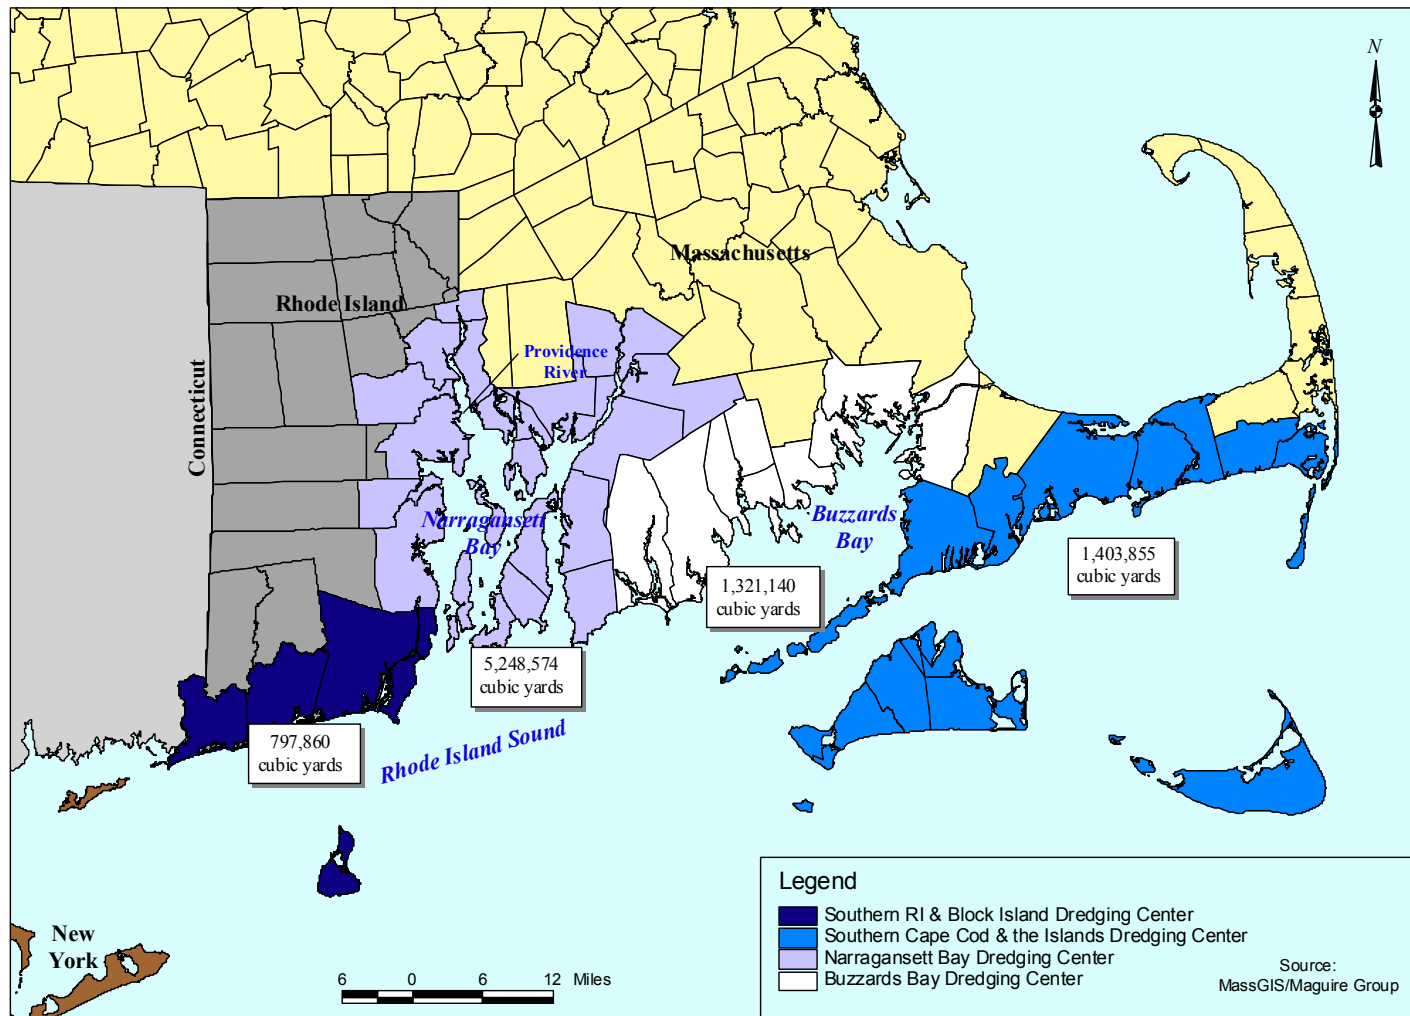 N
Massachusetts
Rhode Island
Providence
River
Connecticut
Narragansett
Bay
Buzzards
Bay
1,403,855
cubic yards
1,321,140
cubic yards
5,248,574
cubic yards
797,860
cubic yards
Rhode Island Sound
New
York
6 0 6 12 Miles
Legend
Southern RI & Block Island Dredging Center
Southern Cape Cod & the Islands Dredging Center
Narragansett Bay Dredging Center
Buzzards Bay Dredging Center
Source:
MassGIS/Maguire Group